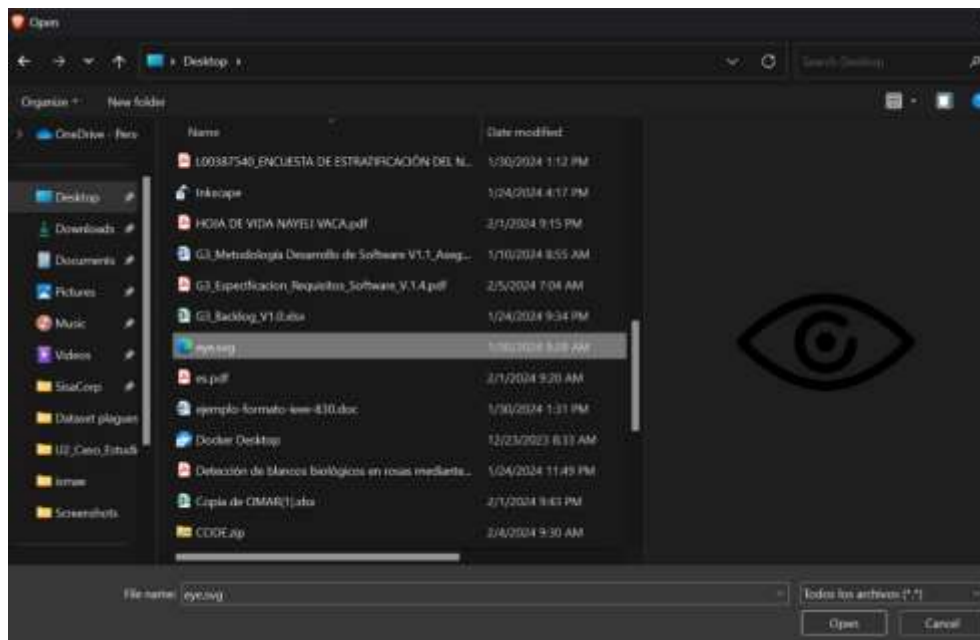 Open
Desktop
Search Desktop
Organize
New folder
OneDrive - Pers
Name
Date modified
L00387540_ENCUESTA DE ESTRATIFICACIÓN DEL N... 1/30/2024 1:12 PM
Desktop
Inkscape 1/24/2024 4:17 PM
Downloads
HOJA DE VIDA NAYELI VACA.pdf 2/1/2024 9:15 PM
Documents
G3_Metodología Desarrollo de Software V1.1_Aseg... 1/10/2024 8:55 AM
Pictures
G3_Especificacion_Requisitos_Software_V.1.4.pdf 2/5/2024 7:04 AM
Music
G3_Backlog_V1.0.xlsx 1/24/2024 9:34 PM
Videos
eye.svg
SisaCorp
es.pdf 2/1/2024 9:20 AM
Dataset plagues
ejemplo-formato-ieee-830.doc 1/30/2024 1:31 PM
U2_Caso_Estudi
Docker Desktop 12/23/2023 8:33 AM
ismae
Detección de blancos biológicos en rosas mediante... 1/24/2024 11:49 PM
Screenshots
Copia de OMAR(1).xlsx 2/1/2024 9:43 PM
CODE.zip 2/4/2024 9:30 AM
File name: eye.svg
Todos los archivos (*.*)
Open
Cancel